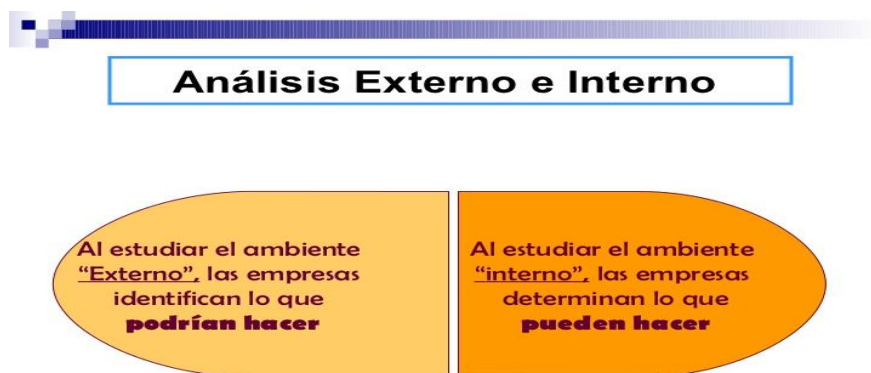 Análisis Externo e Interno
Al estudiar el ambiente
“Externo”, las empresas
identifican lo que
podrían hacer
Al estudiar el ambiente
“interno”, las empresas
determinan lo que
pueden hacer